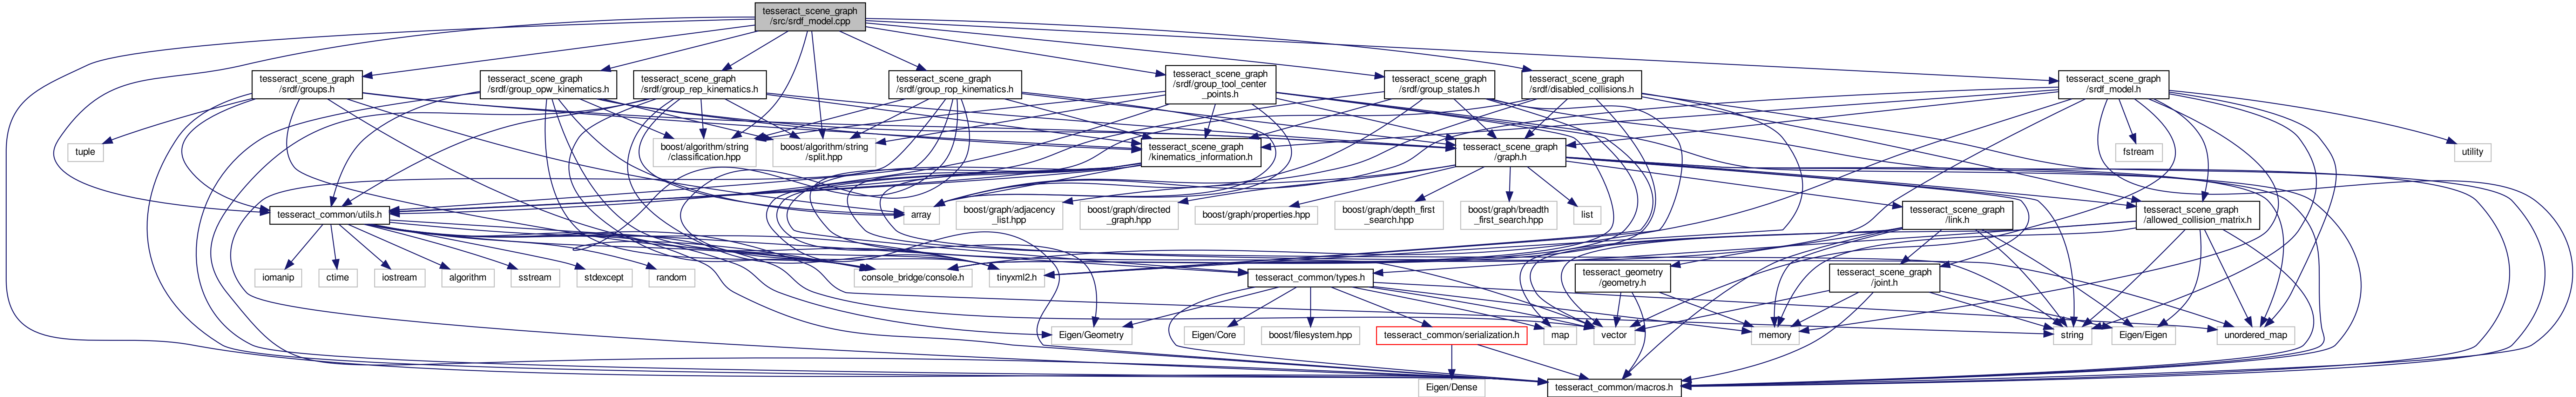 tesseract_scene_graph
/src/srdf_model.cpp
tesseract_scene_graph
/srdf/groups.h
tesseract_scene_graph
/srdf/group_opw_kinematics.h
tesseract_scene_graph
/srdf/group_rep_kinematics.h
tesseract_scene_graph
/srdf/group_rop_kinematics.h
tesseract_scene_graph
/srdf/group_tool_center
_points.h
tesseract_scene_graph
/srdf/group_states.h
tesseract_scene_graph
/srdf/disabled_collisions.h
tesseract_scene_graph
/srdf_model.h
tuple
boost/algorithm/string
/classification.hpp
boost/algorithm/string
/split.hpp
tesseract_scene_graph
/kinematics_information.h
tesseract_scene_graph
/graph.h
fstream
utility
tesseract_common/utils.h
array
boost/graph/adjacency
_list.hpp
boost/graph/directed
_graph.hpp
boost/graph/properties.hpp
boost/graph/depth_first
_search.hpp
boost/graph/breadth
_first_search.hpp
list
tesseract_scene_graph
/link.h
tesseract_scene_graph
/allowed_collision_matrix.h
iomanip
ctime
iostream
algorithm
sstream
stdexcept
random
console_bridge/console.h
tinyxml2.h
tesseract_common/types.h
tesseract_geometry
/geometry.h
tesseract_scene_graph
/joint.h
Eigen/Geometry
Eigen/Core
boost/filesystem.hpp
tesseract_common/serialization.h
map
vector
memory
string
Eigen/Eigen
unordered_map
Eigen/Dense
tesseract_common/macros.h